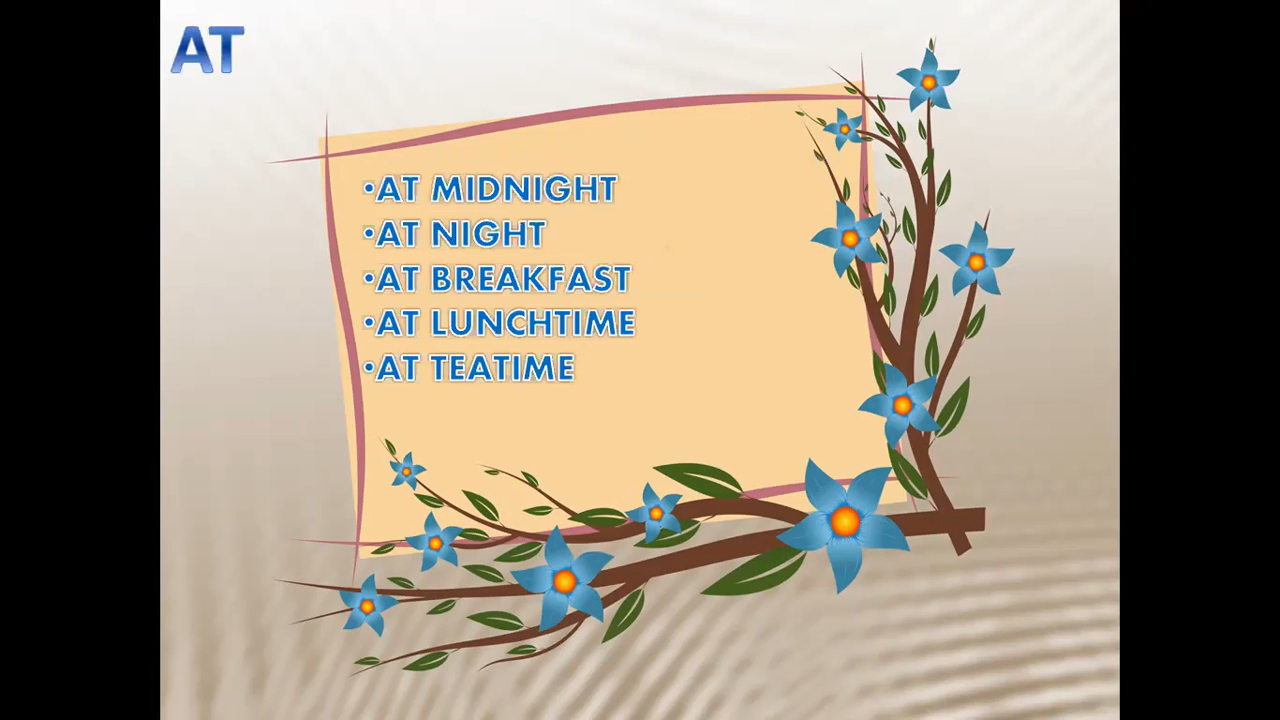 AT
•AT MIDNIGHT
•AT NIGHT
•AT BREAKFAST
•AT LUNCHTIME
•AT TEATIME